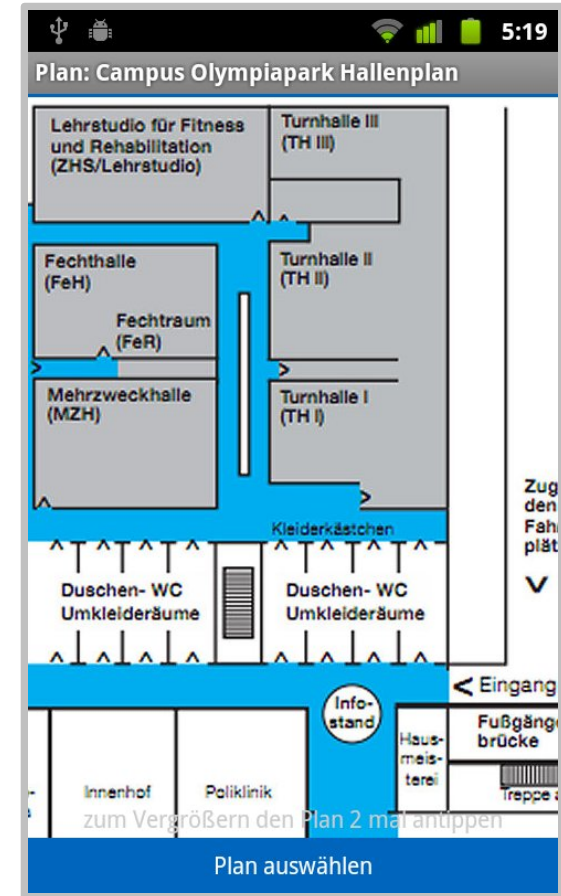 5:19
Plan: Campus Olympiapark Hallenplan
Lehrstudio für Fitness
und Rehabilitation
(ZHS/Lehrstudio)
Turnhalle III
(TH III)
Fechthalle
(FeH)
Turnhalle II
(TH II)
Fechtraum
(FeR)
Mehrzweckhalle
(MZH)
Turnhalle I
(TH I)
Zug
den
Fah
plät
Kleiderkästchen
Duschen- WC
Umkleideräume
Duschen- WC
Umkleideräume
Eingang
Info-
stand
Fußgäng
brücke
Haus-
meis-
terei
Innenhof
Poliklinik
Treppe
zum Vergrößern den Plan 2 mal antippen
Plan auswählen